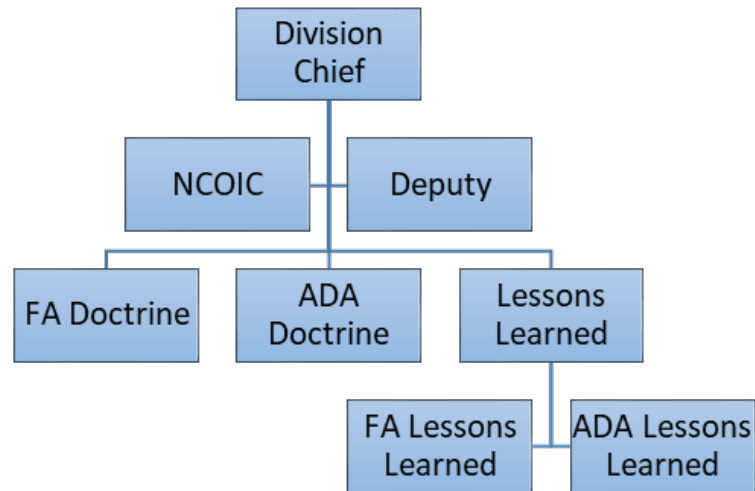 Division
Chief
NCOIC
Deputy
FA Doctrine
ADA
Doctrine
Lessons
Learned
FA Lessons
Learned
ADA Lessons
Learned